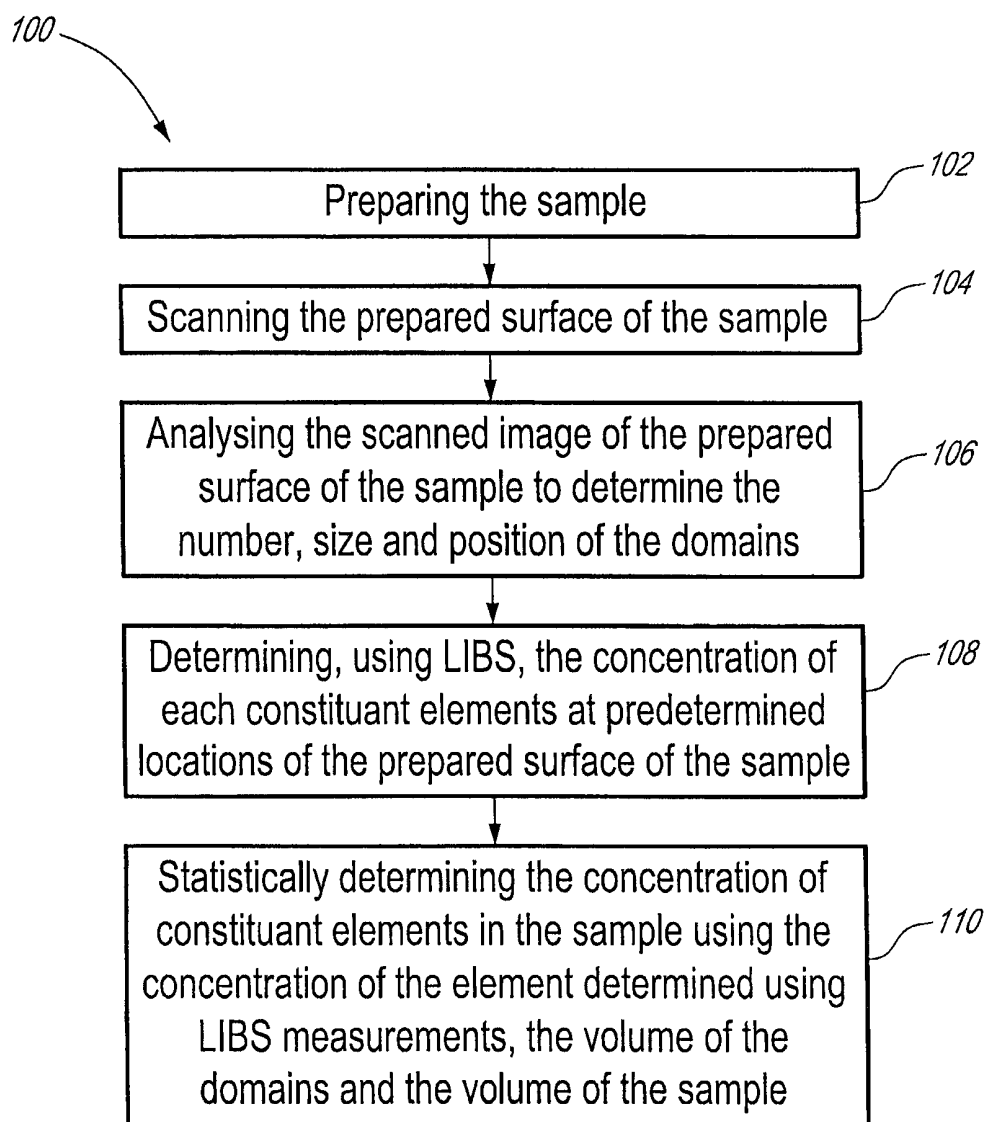 100
102
Preparing the sample
104
Scanning the prepared surface of the sample
Analysing the scanned image of the prepared
surface of the sample to determine the
number, size and position of the domains
106
Determining, using LIBS, the concentration of
each constituant elements at predetermined
locations of the prepared surface of the sample
108
Statistically determining the concentration of
constituant elements in the sample using the
concentration of the element determined using
LIBS measurements, the volume of the
domains and the volume of the sample
110